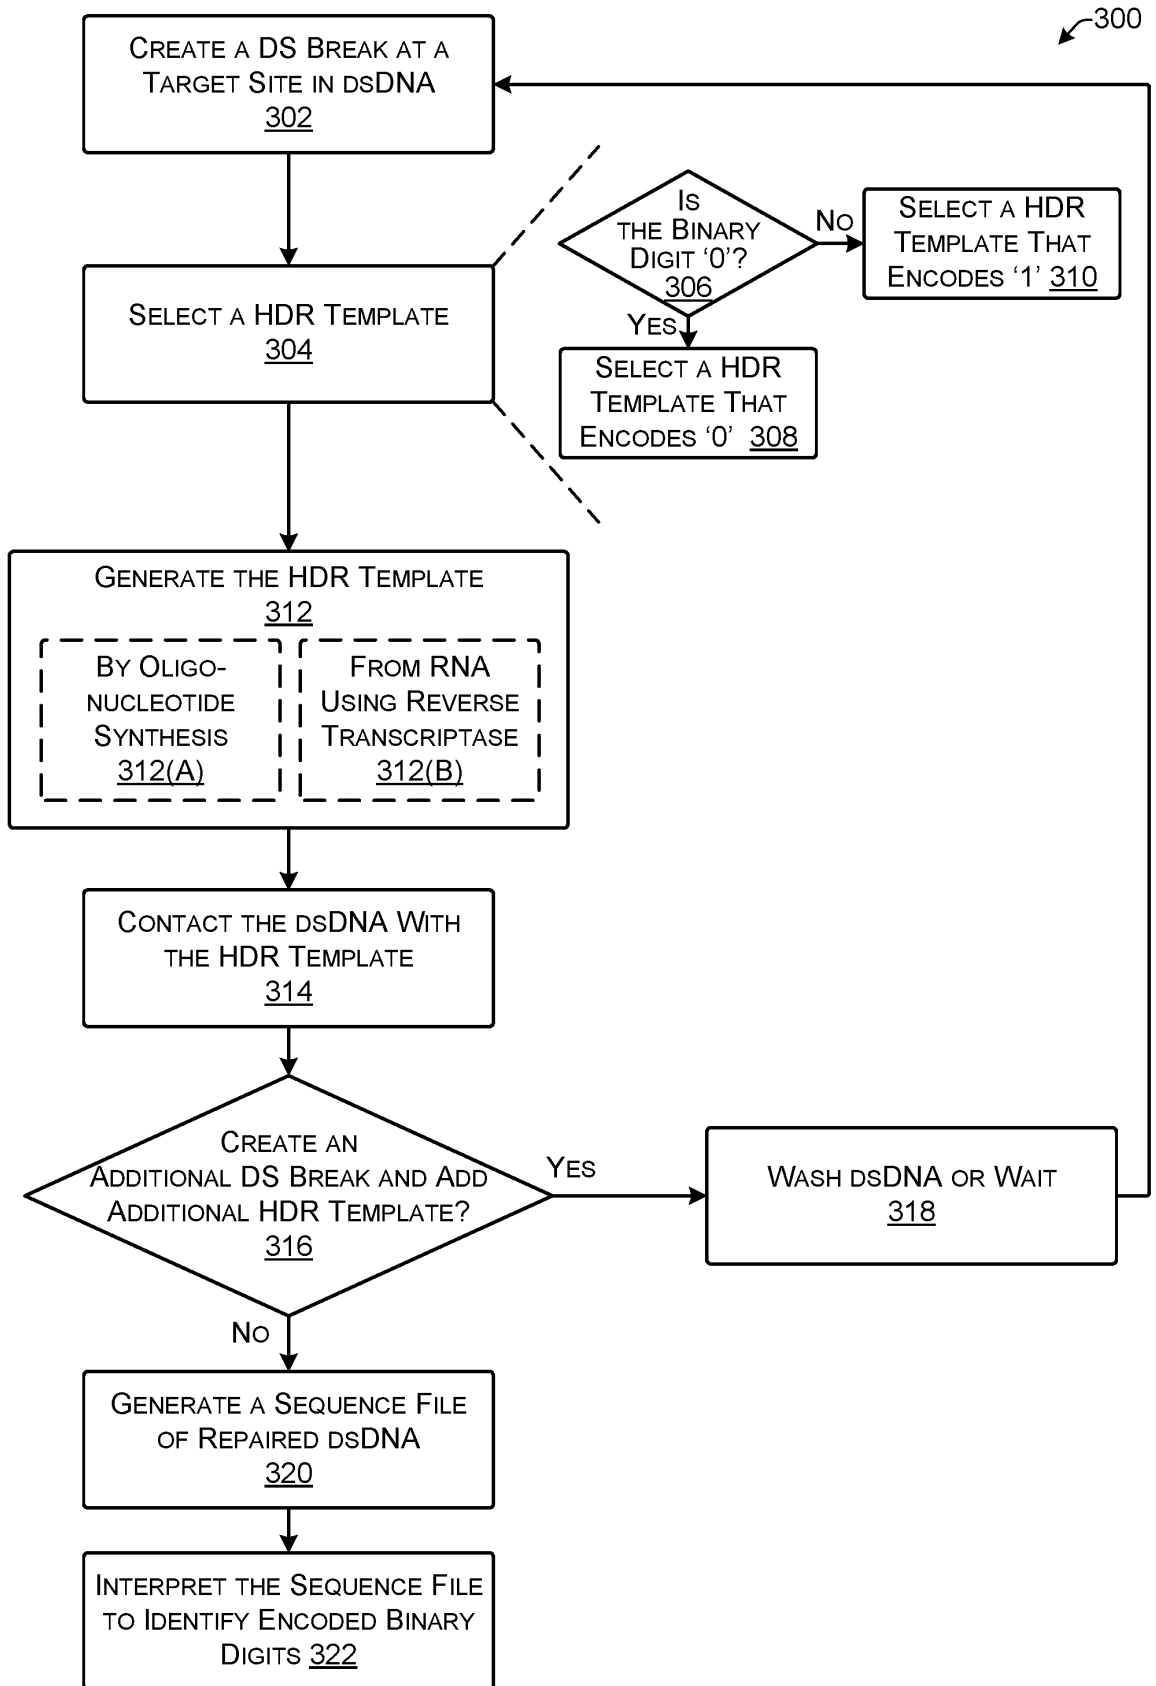 300
CREATE A DS BREAK AT A
TARGET SITE IN DSDNA
302
SELECT A HDR TEMPLATE
304
IS
THE BINARY
DIGIT ‘0’?
306
NO
SELECT A HDR
TEMPLATE THAT
ENCODES ‘1’ 310
YES
SELECT A HDR
TEMPLATE THAT
ENCODES ‘0’ 308
GENERATE THE HDR TEMPLATE
312
BY OLIGO-
NUCLEOTIDE
SYNTHESIS
312(A)
FROM RNA
USING REVERSE
TRANSCRIPTASE
312(B)
CONTACT THE DSDNA WITH
THE HDR TEMPLATE
314
CREATE AN
ADDITIONAL DS BREAK AND ADD
ADDITIONAL HDR TEMPLATE?
316
YES
WASH DSDNA OR WAIT
318
NO
GENERATE A SEQUENCE FILE
OF REPAIRED DSDNA
320
INTERPRET THE SEQUENCE FILE
TO IDENTIFY ENCODED BINARY
DIGITS 322